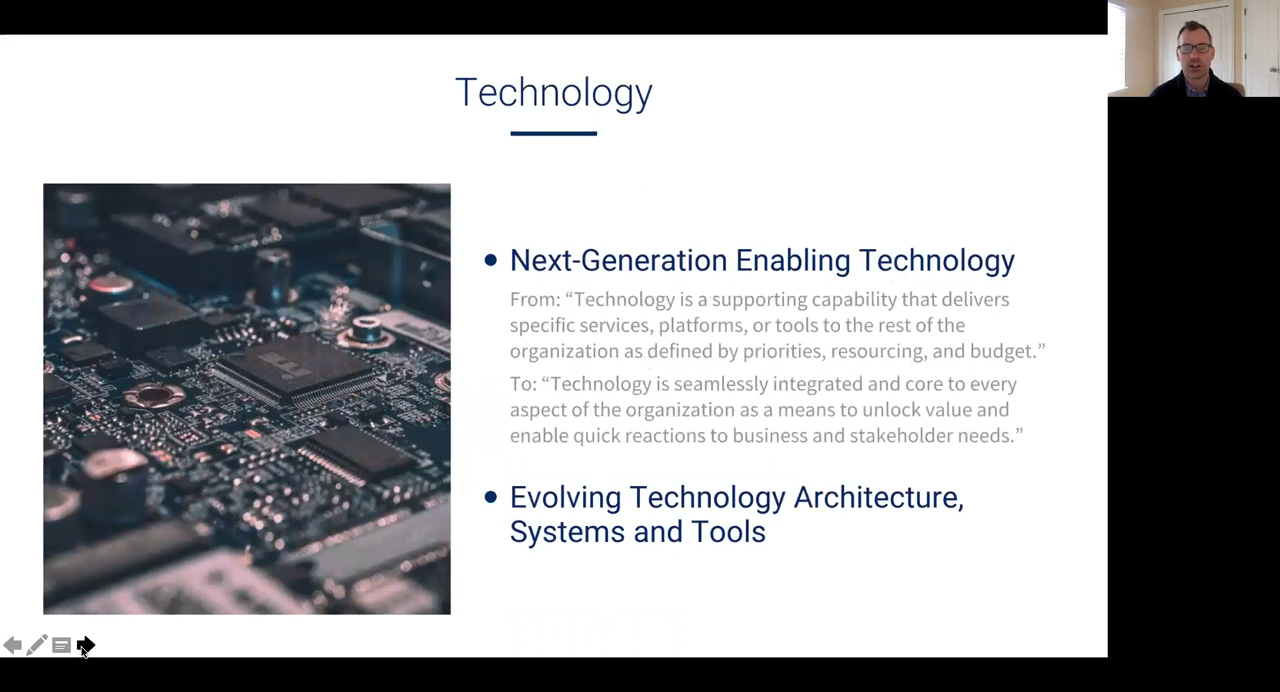 Technology
Next-Generation Enabling Technology
From: “Technology is a supporting capability that delivers
specific services, platforms, or tools to the rest of the
organization as defined by priorities, resourcing, and budget.”
To: “Technology is seamlessly integrated and core to every
aspect of the organization as a means to unlock value and
enable quick reactions to business and stakeholder needs.”
Evolving Technology Architecture,
Systems and Tools